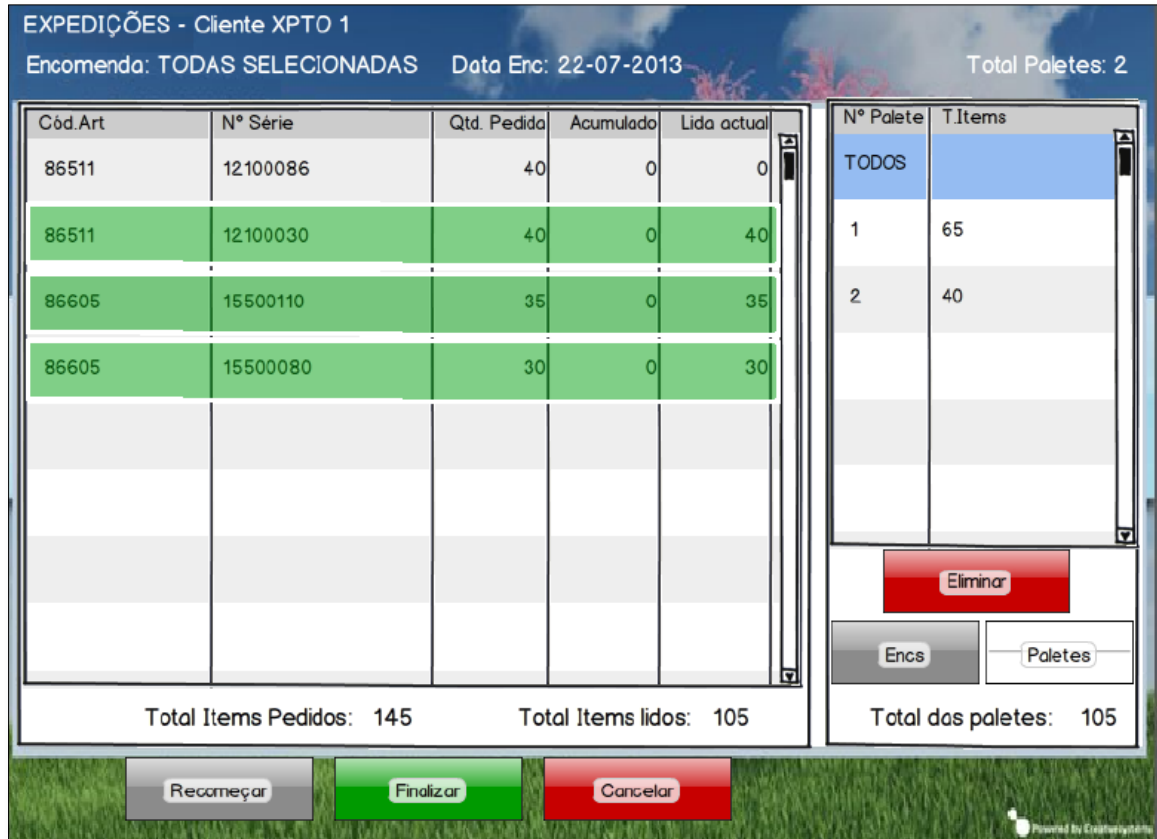 EXPEDIÇÕES - Cliente XPTO 1
Encomenda: TODAS SELECIONADAS Data Enc: 22-07-2013 Total Paletes: 2
Cód.Art Nº Série Qtd. Pedida Acumulado Lida actual
86511 12100086 40 0 0
86511 12100030 40 0 40
86605 15500110 35 0 35
86605 15500080 30 0 30
Total Items Pedidos: 145 Total Items lidos: 105
Nº Palete T.Items
TODOS
1 65
2 40
Eliminar
Encs Paletes
Total das paletes: 105
Recomeçar Finalizar Cancelar
Powered by Creativesystems